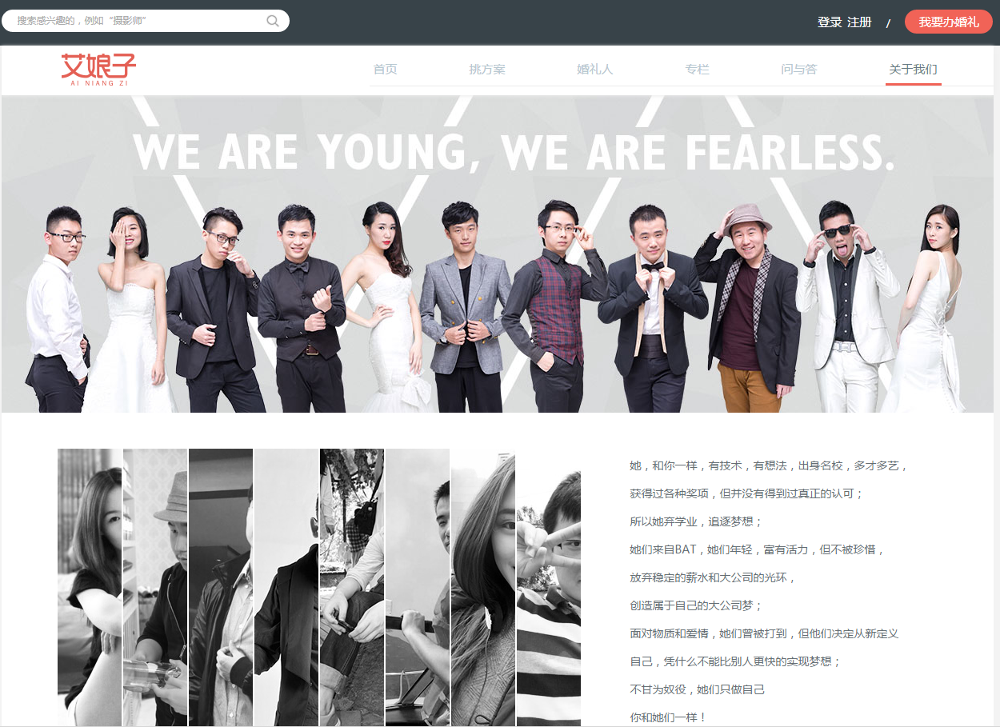 搜索感兴趣的，例如“摄影师”
登录 注册 / 我要办婚礼
艾娘子
AI NIANG ZI
首页 挑方案 婚礼人 专栏 问与答 关于我们
WE ARE YOUNG, WE ARE FEARLESS.
她，和你一样，有技术，有想法，出身名校，多才多艺，
获得过各种奖项，但并没有得到过真正的认可；
所以她弃学业，追逐梦想；
她们来自BAT，她们年轻，富有活力，但不被珍惜，
放弃稳定的薪水和大公司的光环，
创造属于自己的大公司梦；
面对物质和爱情，她们曾被打到，但他们决定从新定义
自己，凭什么不能比别人更快的实现梦想；
不甘为奴役，她们只做自己
你和她们一样！